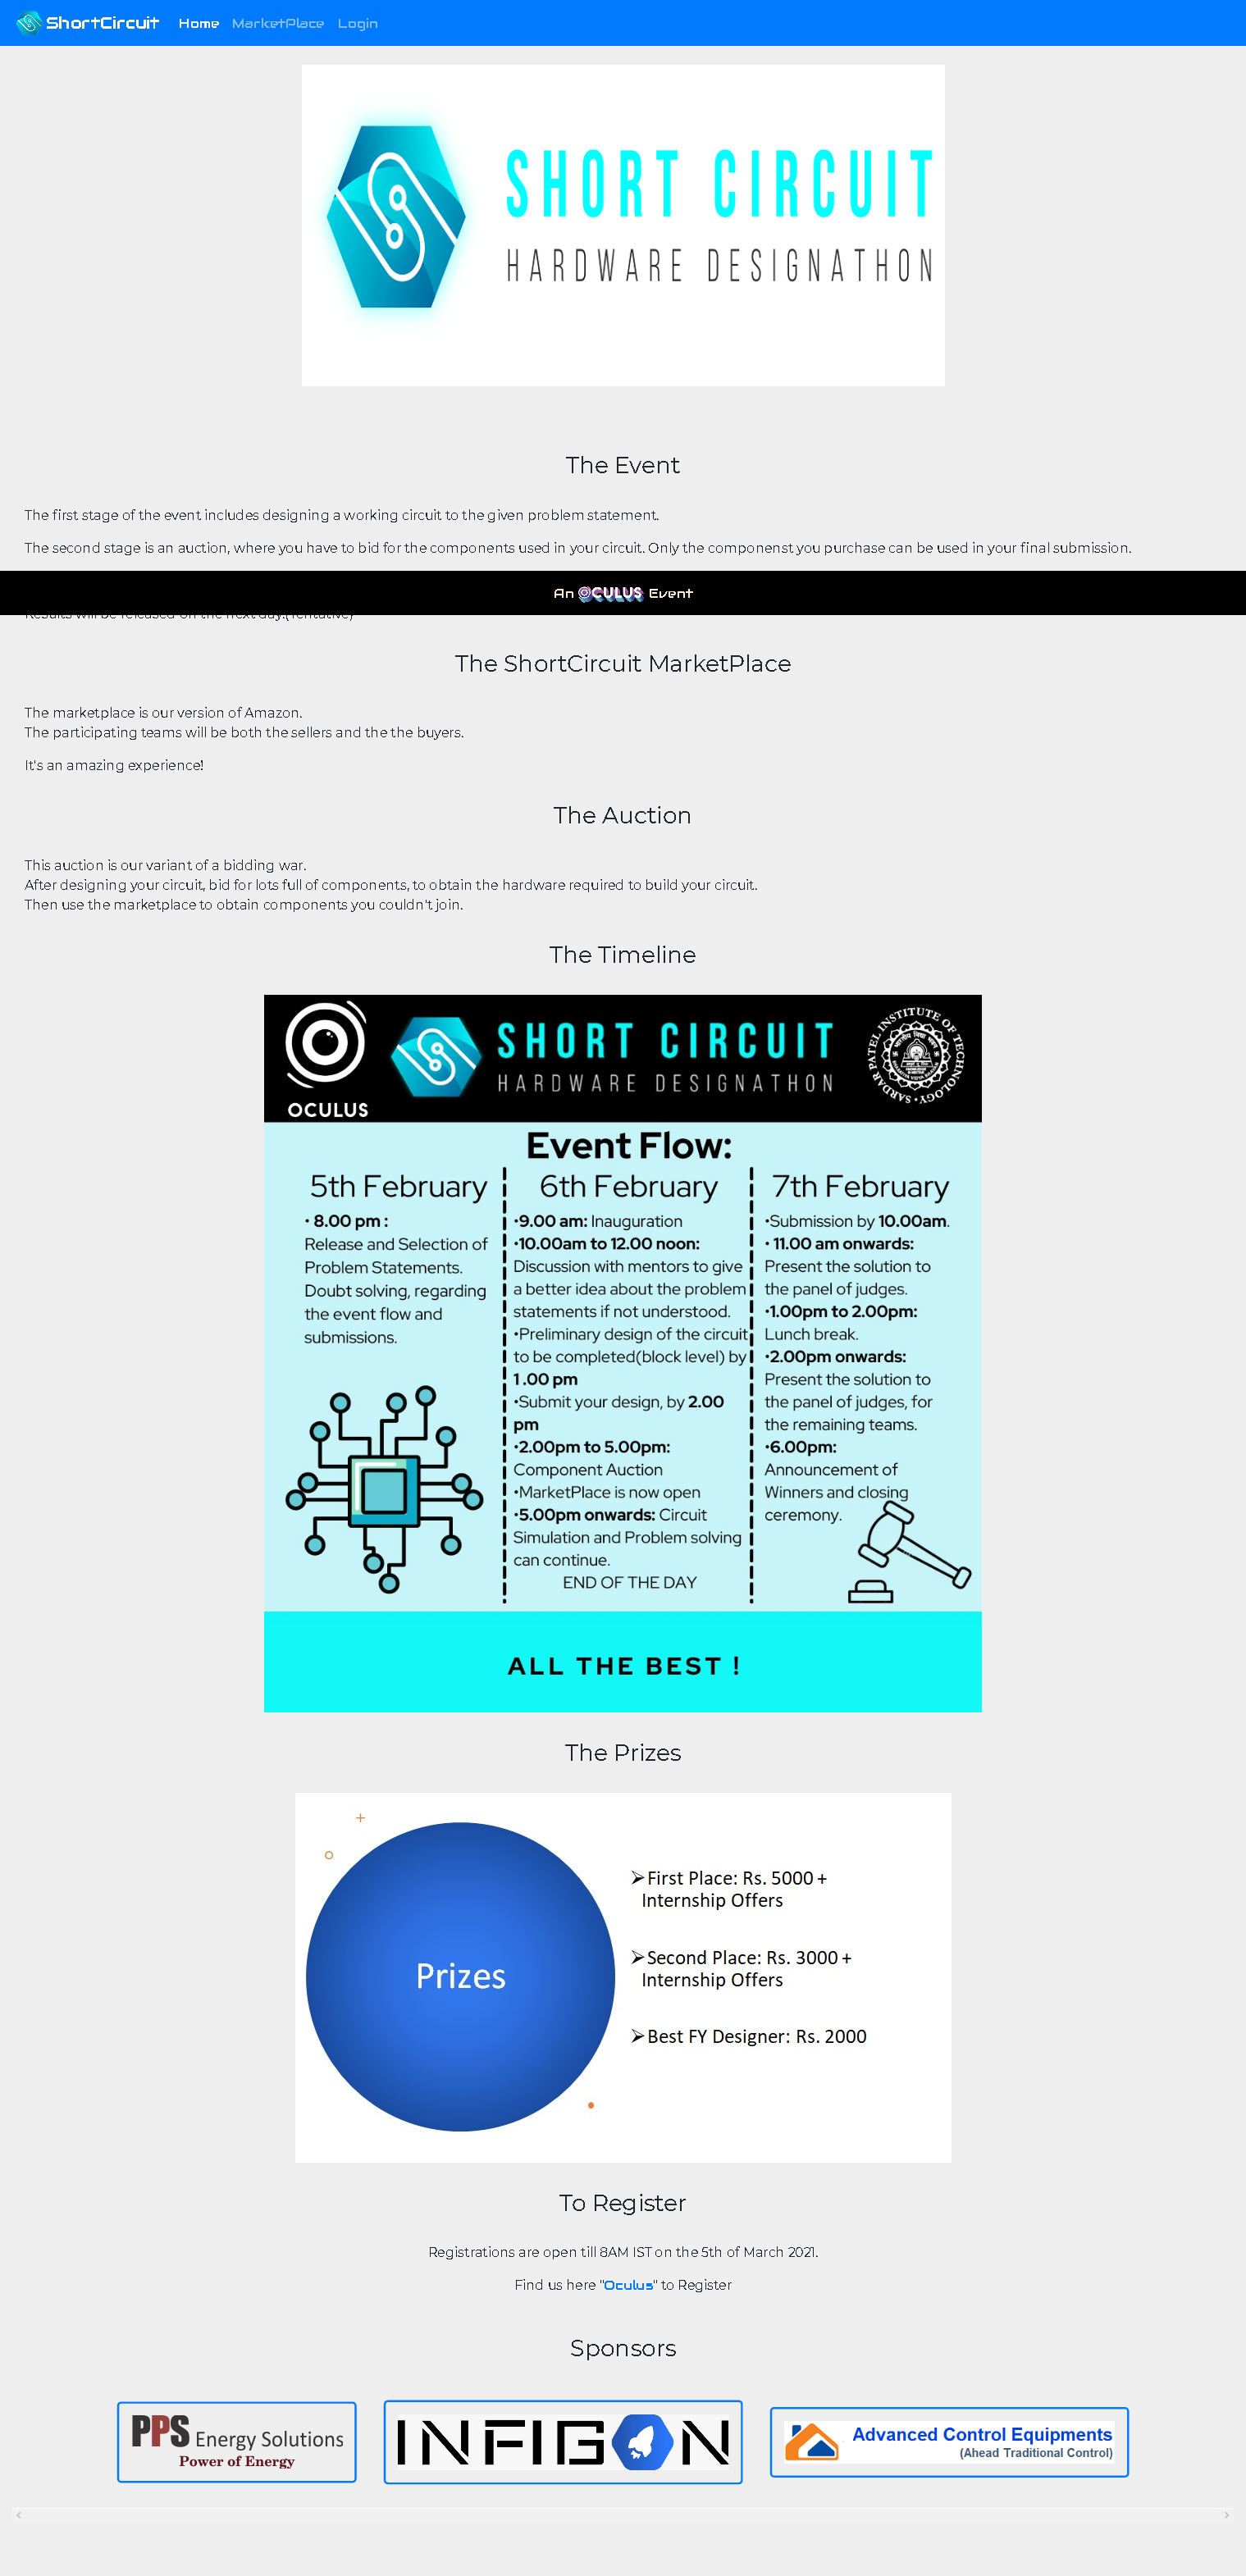 ShortCircuit Home MarketPlace Login
SHORT CIRCUIT
HARDWARE DESIGNATHON
The Event
The first stage of the event includes designing a working circuit to the given problem statement.
The second stage is an auction, where you have to bid for the components used in your circuit. Only the componenst you purchase can be used in your final submission.
An OCULUS Event
Results will be released on the next day.(Tentative)
The ShortCircuit MarketPlace
The marketplace is our version of Amazon.
The participating teams will be both the sellers and the the buyers.
It's an amazing experience!
The Auction
This auction is our variant of a bidding war.
After designing your circuit, bid for lots full of components, to obtain the hardware required to build your circuit.
Then use the marketplace to obtain components you couldn't join.
The Timeline
OCULUS
SHORT CIRCUIT
HARDWARE DESIGNATHON
SARDAR PATEL INSTITUTE OF TECHNOLOGY
Event Flow:
5th February
• 8.00 pm :
Release and Selection of
Problem Statements.
Doubt solving, regarding
the event flow and
submissions.
6th February
•9.00 am: Inauguration
•10.00am to 12.00 noon:
Discussion with mentors to give
a better idea about the problem
statements if not understood.
•Preliminary design of the circuit
to be completed(block level) by
1 .00 pm
•Submit your design, by 2.00
pm
•2.00pm to 5.00pm:
Component Auction
•MarketPlace is now open
•5.00pm onwards: Circuit
Simulation and Problem solving
can continue.
END OF THE DAY
7th February
•Submission by 10.00am.
• 11.00 am onwards:
Present the solution to
the panel of judges.
•1.00pm to 2.00pm:
Lunch break.
•2.00pm onwards:
Present the solution to
the panel of judges, for
the remaining teams.
•6.00pm:
Announcement of
Winners and closing
ceremony.
ALL THE BEST !
The Prizes
Prizes
➢First Place: Rs. 5000 +
Internship Offers
➢Second Place: Rs. 3000 +
Internship Offers
➢Best FY Designer: Rs. 2000
To Register
Registrations are open till 8AM IST on the 5th of March 2021.
Find us here "Oculus" to Register
Sponsors
PPS Energy Solutions
Power of Energy
INFIGON
Advanced Control Equipments
(Ahead Traditional Control)